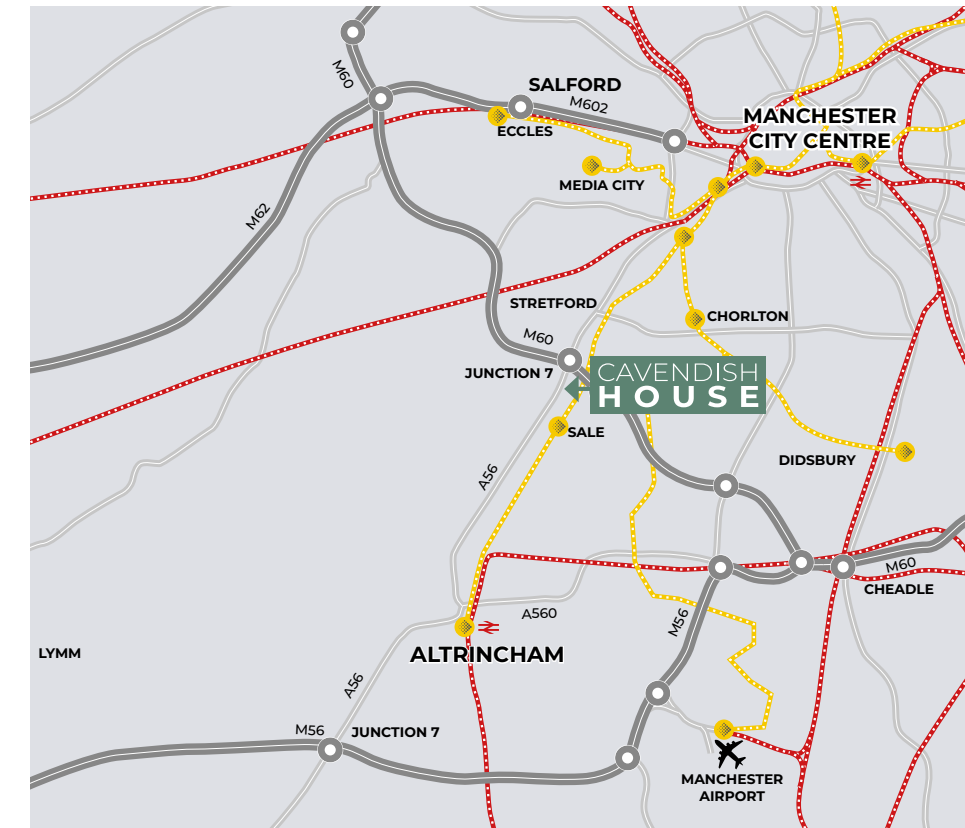 M60
SALFORD
M602
ECCLES
MANCHESTER
CITY CENTRE
MEDIA CITY
M62
STRETFORD
CHORLTON
M60
JUNCTION 7
CAVENDISH
HOUSE
SALE
DIDSBURY
A56
M60
CHEADLE
A560
M56
ALTRINCHAM
LYMM
A56
M56
JUNCTION 7
MANCHESTER
AIRPORT